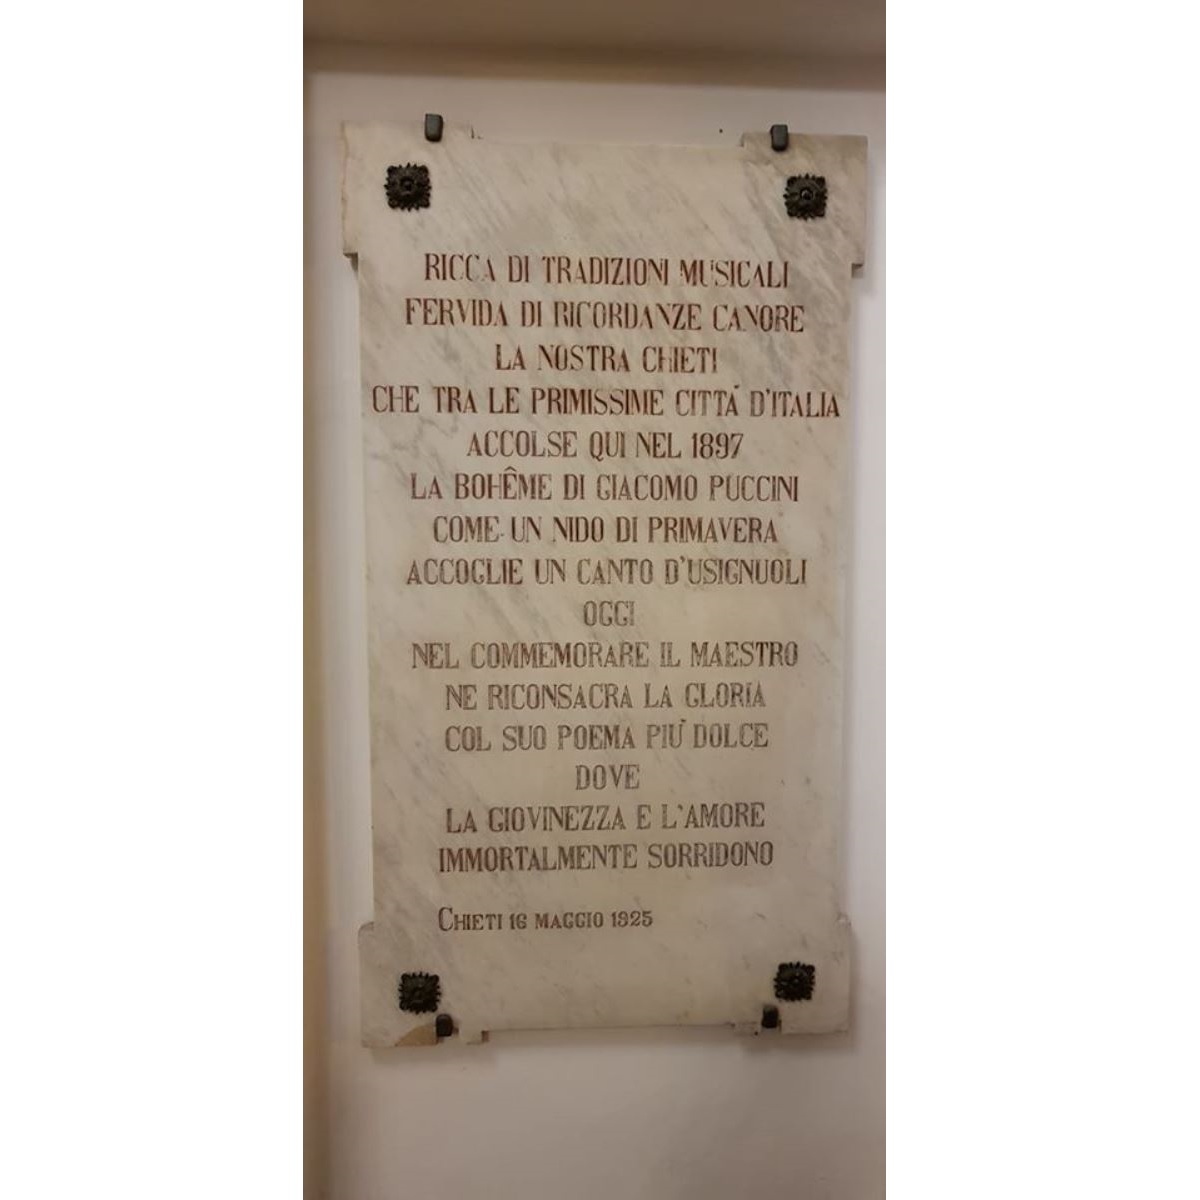 RICCA DI TRADIZIONI MUSICALI
FERVIDA DI RICORDANZE CANORE
LA NOSTRA CHIETI
CHE TRA LE PRIMISSIME CITTÀ D'ITALIA
ACCOLSE QUI NEL 1897
LA BOHÊME DI GIACOMO PUCCINI
COME UN NIDO DI PRIMAVERA
ACCOGLIE UN CANTO D'USIGNUOLI
OGGI
NEL COMMEMORARE IL MAESTRO
NE RICONSACRA LA GLORIA
COL SUO POEMA PIÙ DOLCE
DOVE
LA GIOVINEZZA E L'AMORE
IMMORTALMENTE SORRIDONO
CHIETI 16 MAGGIO 1925